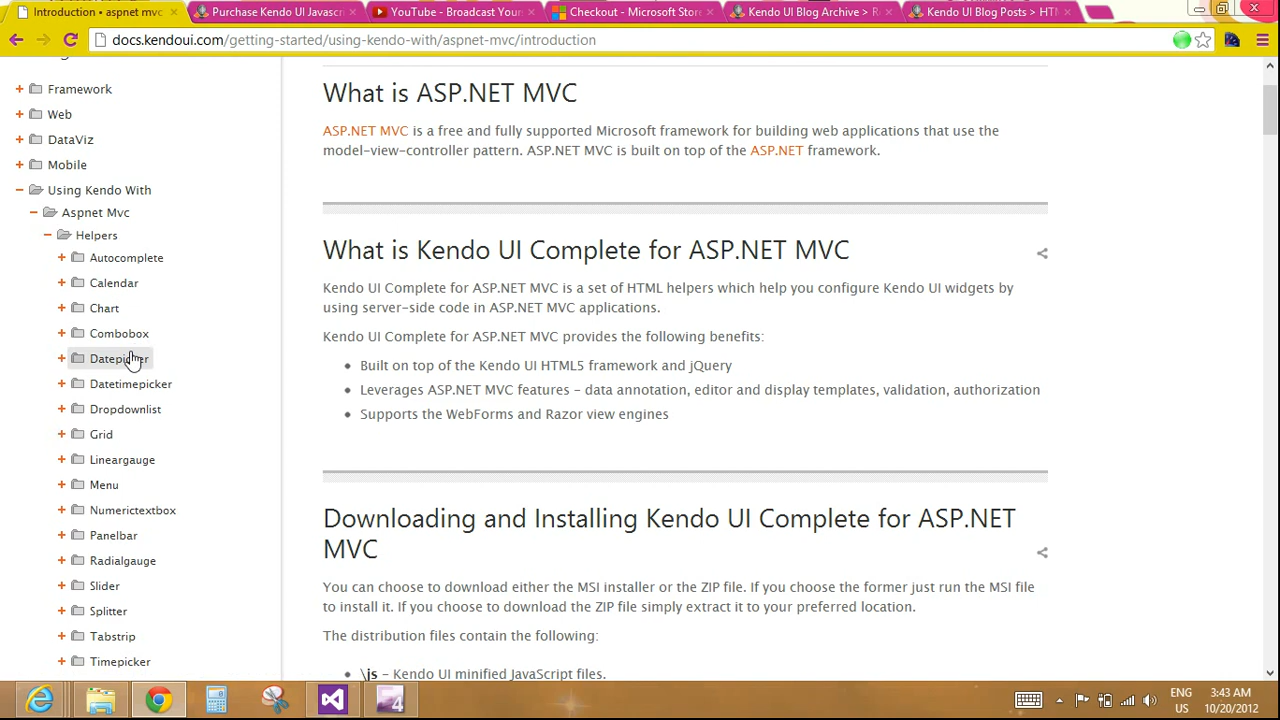 Introduction • aspnet mvc
Purchase Kendo UI Javasc
YouTube - Broadcast Your
Checkout - Microsoft Stor
Kendo UI Blog Archive > R
Kendo UI Blog Posts > HT
docs.kendoui.com/getting-started/using-kendo-with/aspnet-mvc/introduction
Framework
Web
DataViz
Mobile
Using Kendo With
Aspnet Mvc
Helpers
Autocomplete
Calendar
Chart
Combobox
Datepicker
Datetimepicker
Dropdownlist
Grid
Lineargauge
Menu
Numerictextbox
Panelbar
Radialgauge
Slider
Splitter
Tabstrip
Timepicker
What is ASP.NET MVC
ASP.NET MVC is a free and fully supported Microsoft framework for building web applications that use the
model-view-controller pattern. ASP.NET MVC is built on top of the ASP.NET framework.
What is Kendo UI Complete for ASP.NET MVC
Kendo UI Complete for ASP.NET MVC is a set of HTML helpers which help you configure Kendo UI widgets by
using server-side code in ASP.NET MVC applications.
Kendo UI Complete for ASP.NET MVC provides the following benefits:
• Built on top of the Kendo UI HTML5 framework and jQuery
• Leverages ASP.NET MVC features - data annotation, editor and display templates, validation, authorization
• Supports the WebForms and Razor view engines
Downloading and Installing Kendo UI Complete for ASP.NET
MVC
You can choose to download either the MSI installer or the ZIP file. If you choose the former just run the MSI file
to install it. If you choose to download the ZIP file simply extract it to your preferred location.
The distribution files contain the following:
• \js - Kendo UI minified JavaScript files.
4
ENG
US
3:43 AM
10/20/2012